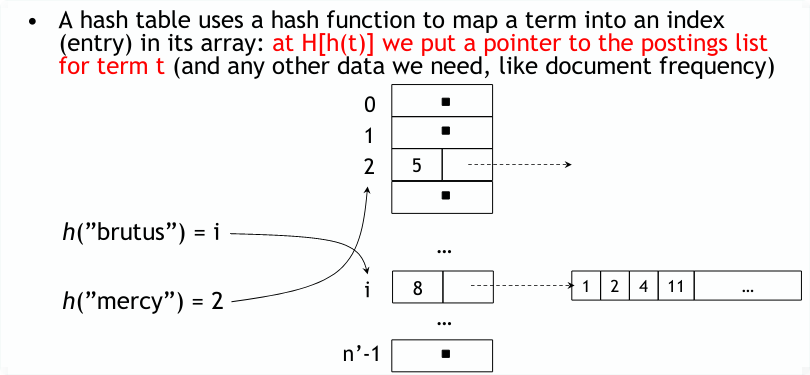 • A hash table uses a hash function to map a term into an index
(entry) in its array: at H[h(t)] we put a pointer to the postings list
for term t (and any other data we need, like document frequency)
0
1
2 5
h(”brutus”) = i
...
i 8 1 2 4 11 ...
h(”mercy”) = 2
...
n’-1